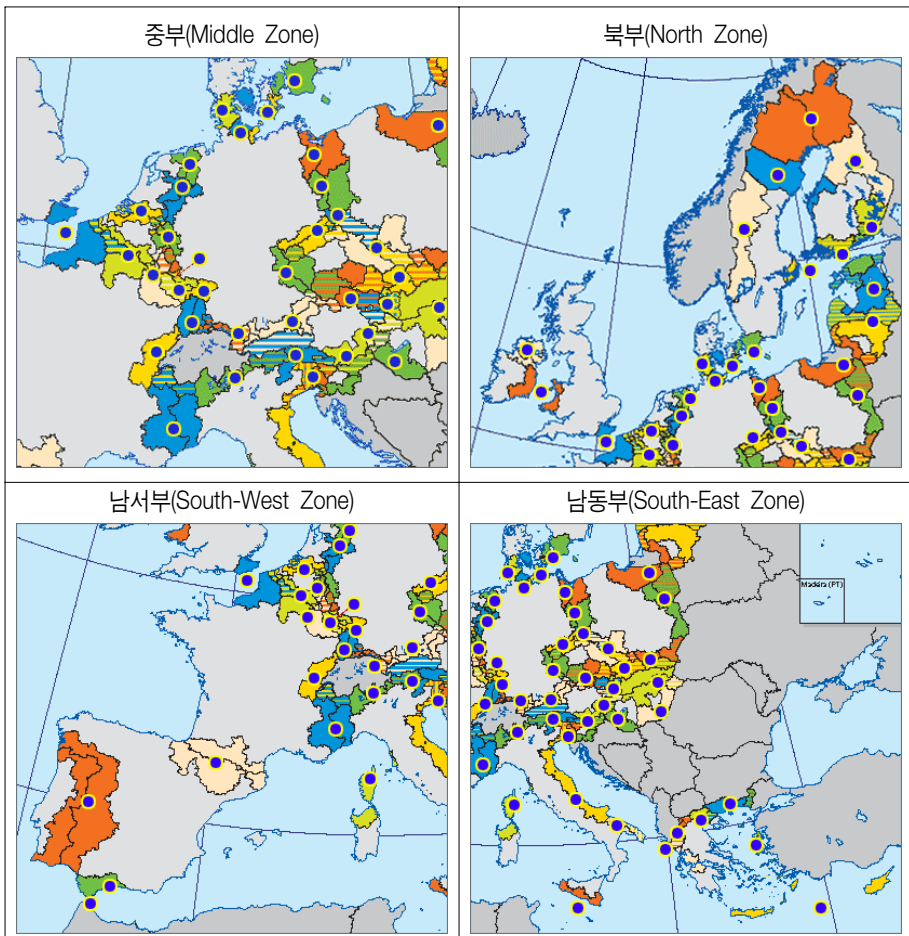 중부(Middle Zone)
북부(North Zone)
남서부(South-West Zone)
남동부(South-East Zone)
Madeira (PT)